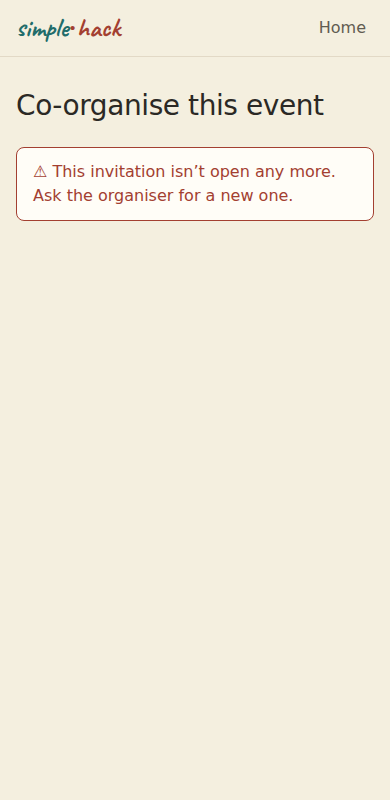 simple·hack
Home
Co-organise this event
⚠ This invitation isn’t open any more.
Ask the organiser for a new one.